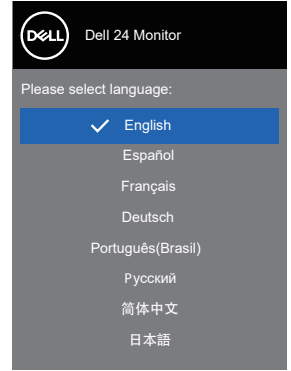 DELL
Dell 24 Monitor
Please select language:
English
Español
Français
Deutsch
Português(Brasil)
Русский
简体中文
日本語